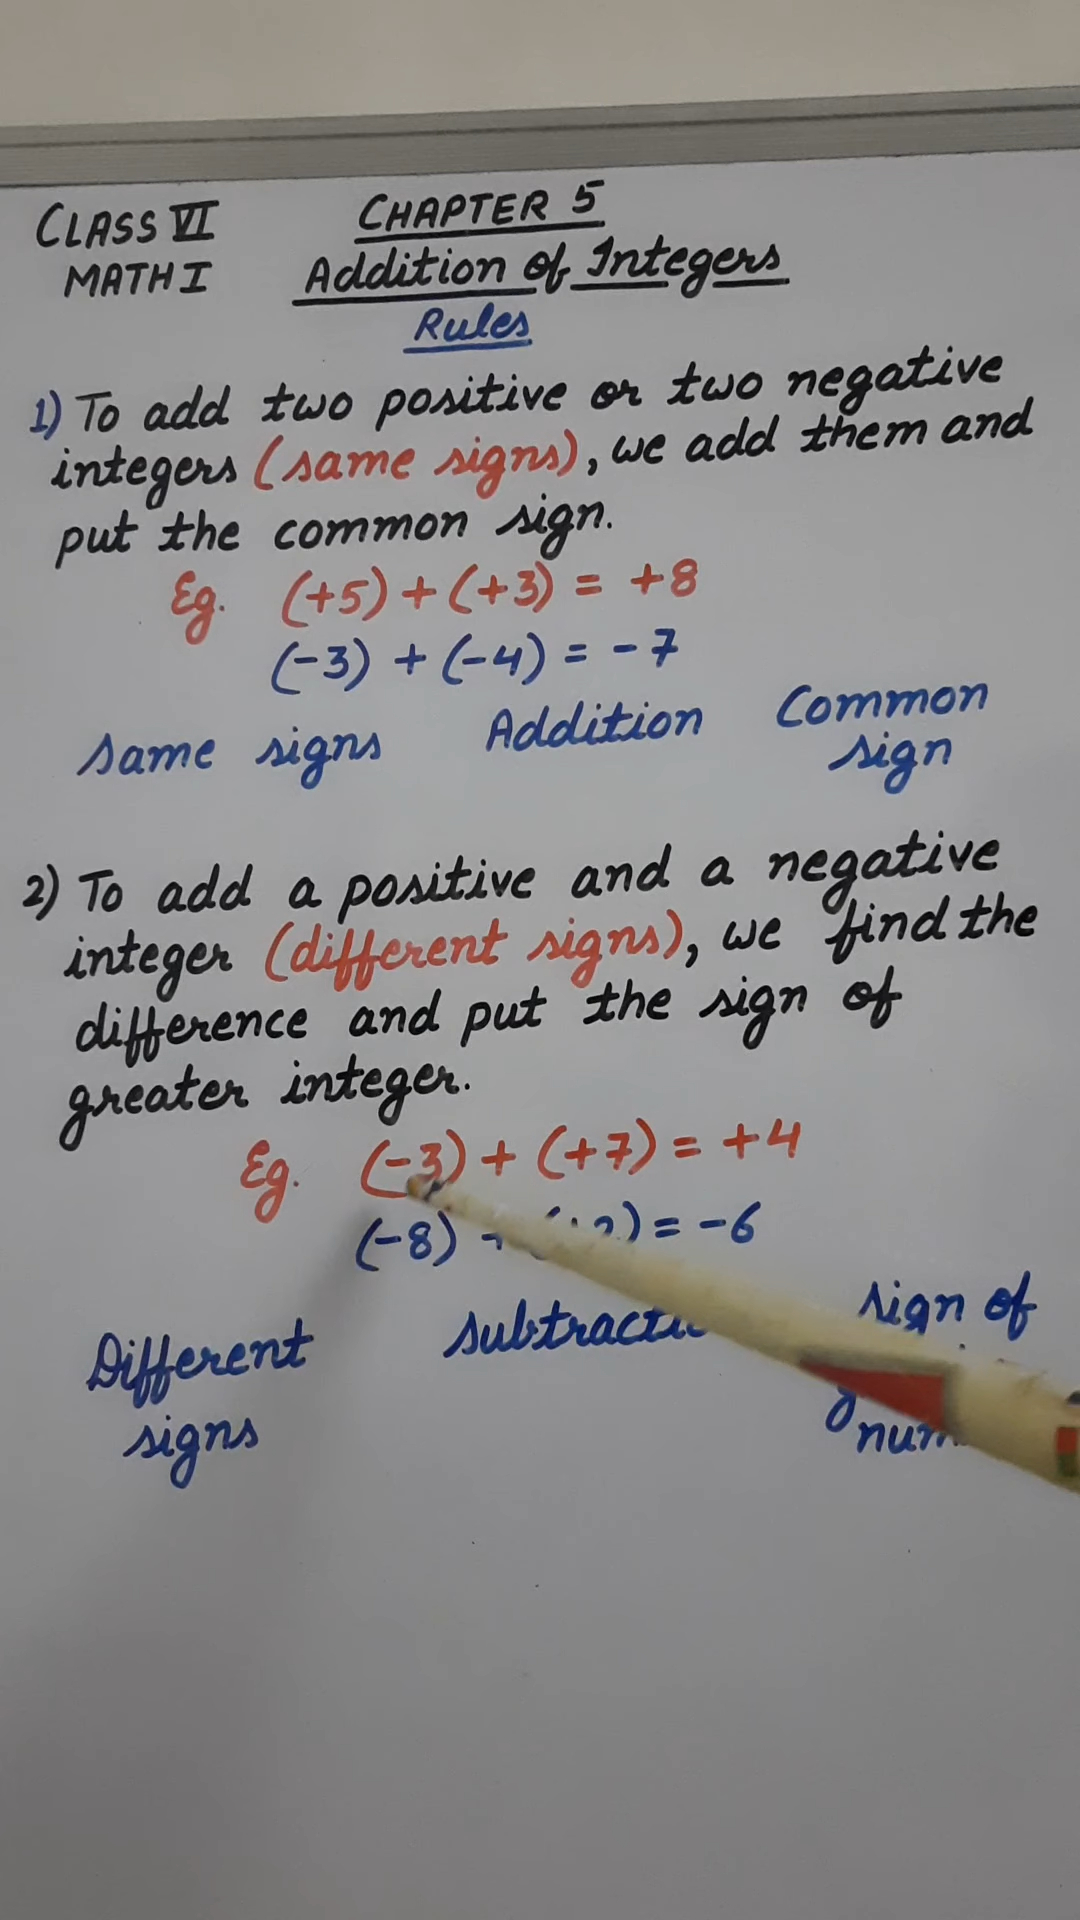 CLASS VI
MATH I
CHAPTER 5
Addition of Integers
Rules
1) To add two positive or two negative
integers (same signs), we add them and
put the common sign.
Eg. (+5) + (+3) = +8
(-3) + (-4) = -7
same signs Addition Common
sign
2) To add a positive and a negative
integer (different signs), we find the
difference and put the sign of
greater integer.
Eg. (-3) + (+7) = +4
(-8) + (+2) = -6
Different signs
sign of